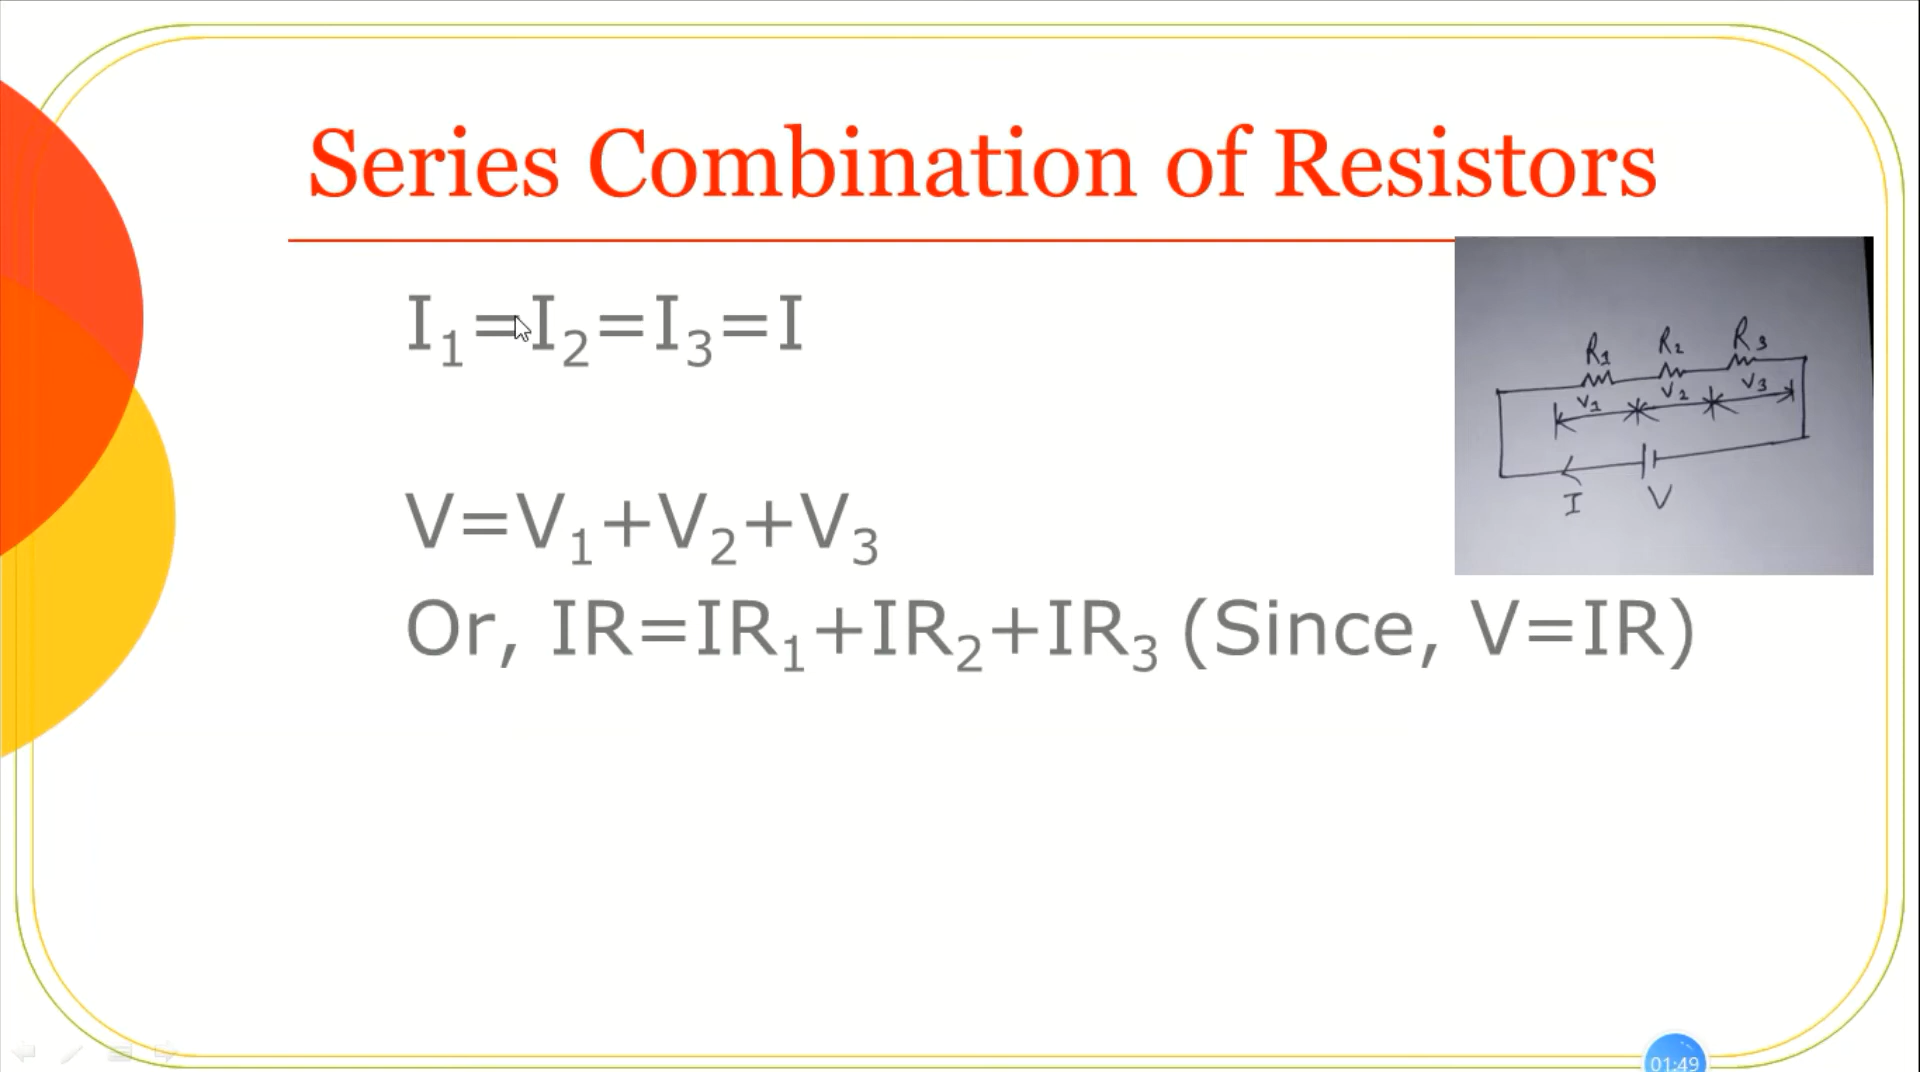 Series Combination of Resistors
I₁=I₂=I₃=I
R₁ R₂ R₃
V₁ V₂ V₃
I V
V=V₁+V₂+V₃
Or, IR=IR₁+IR₂+IR₃ (Since, V=IR)
01:49